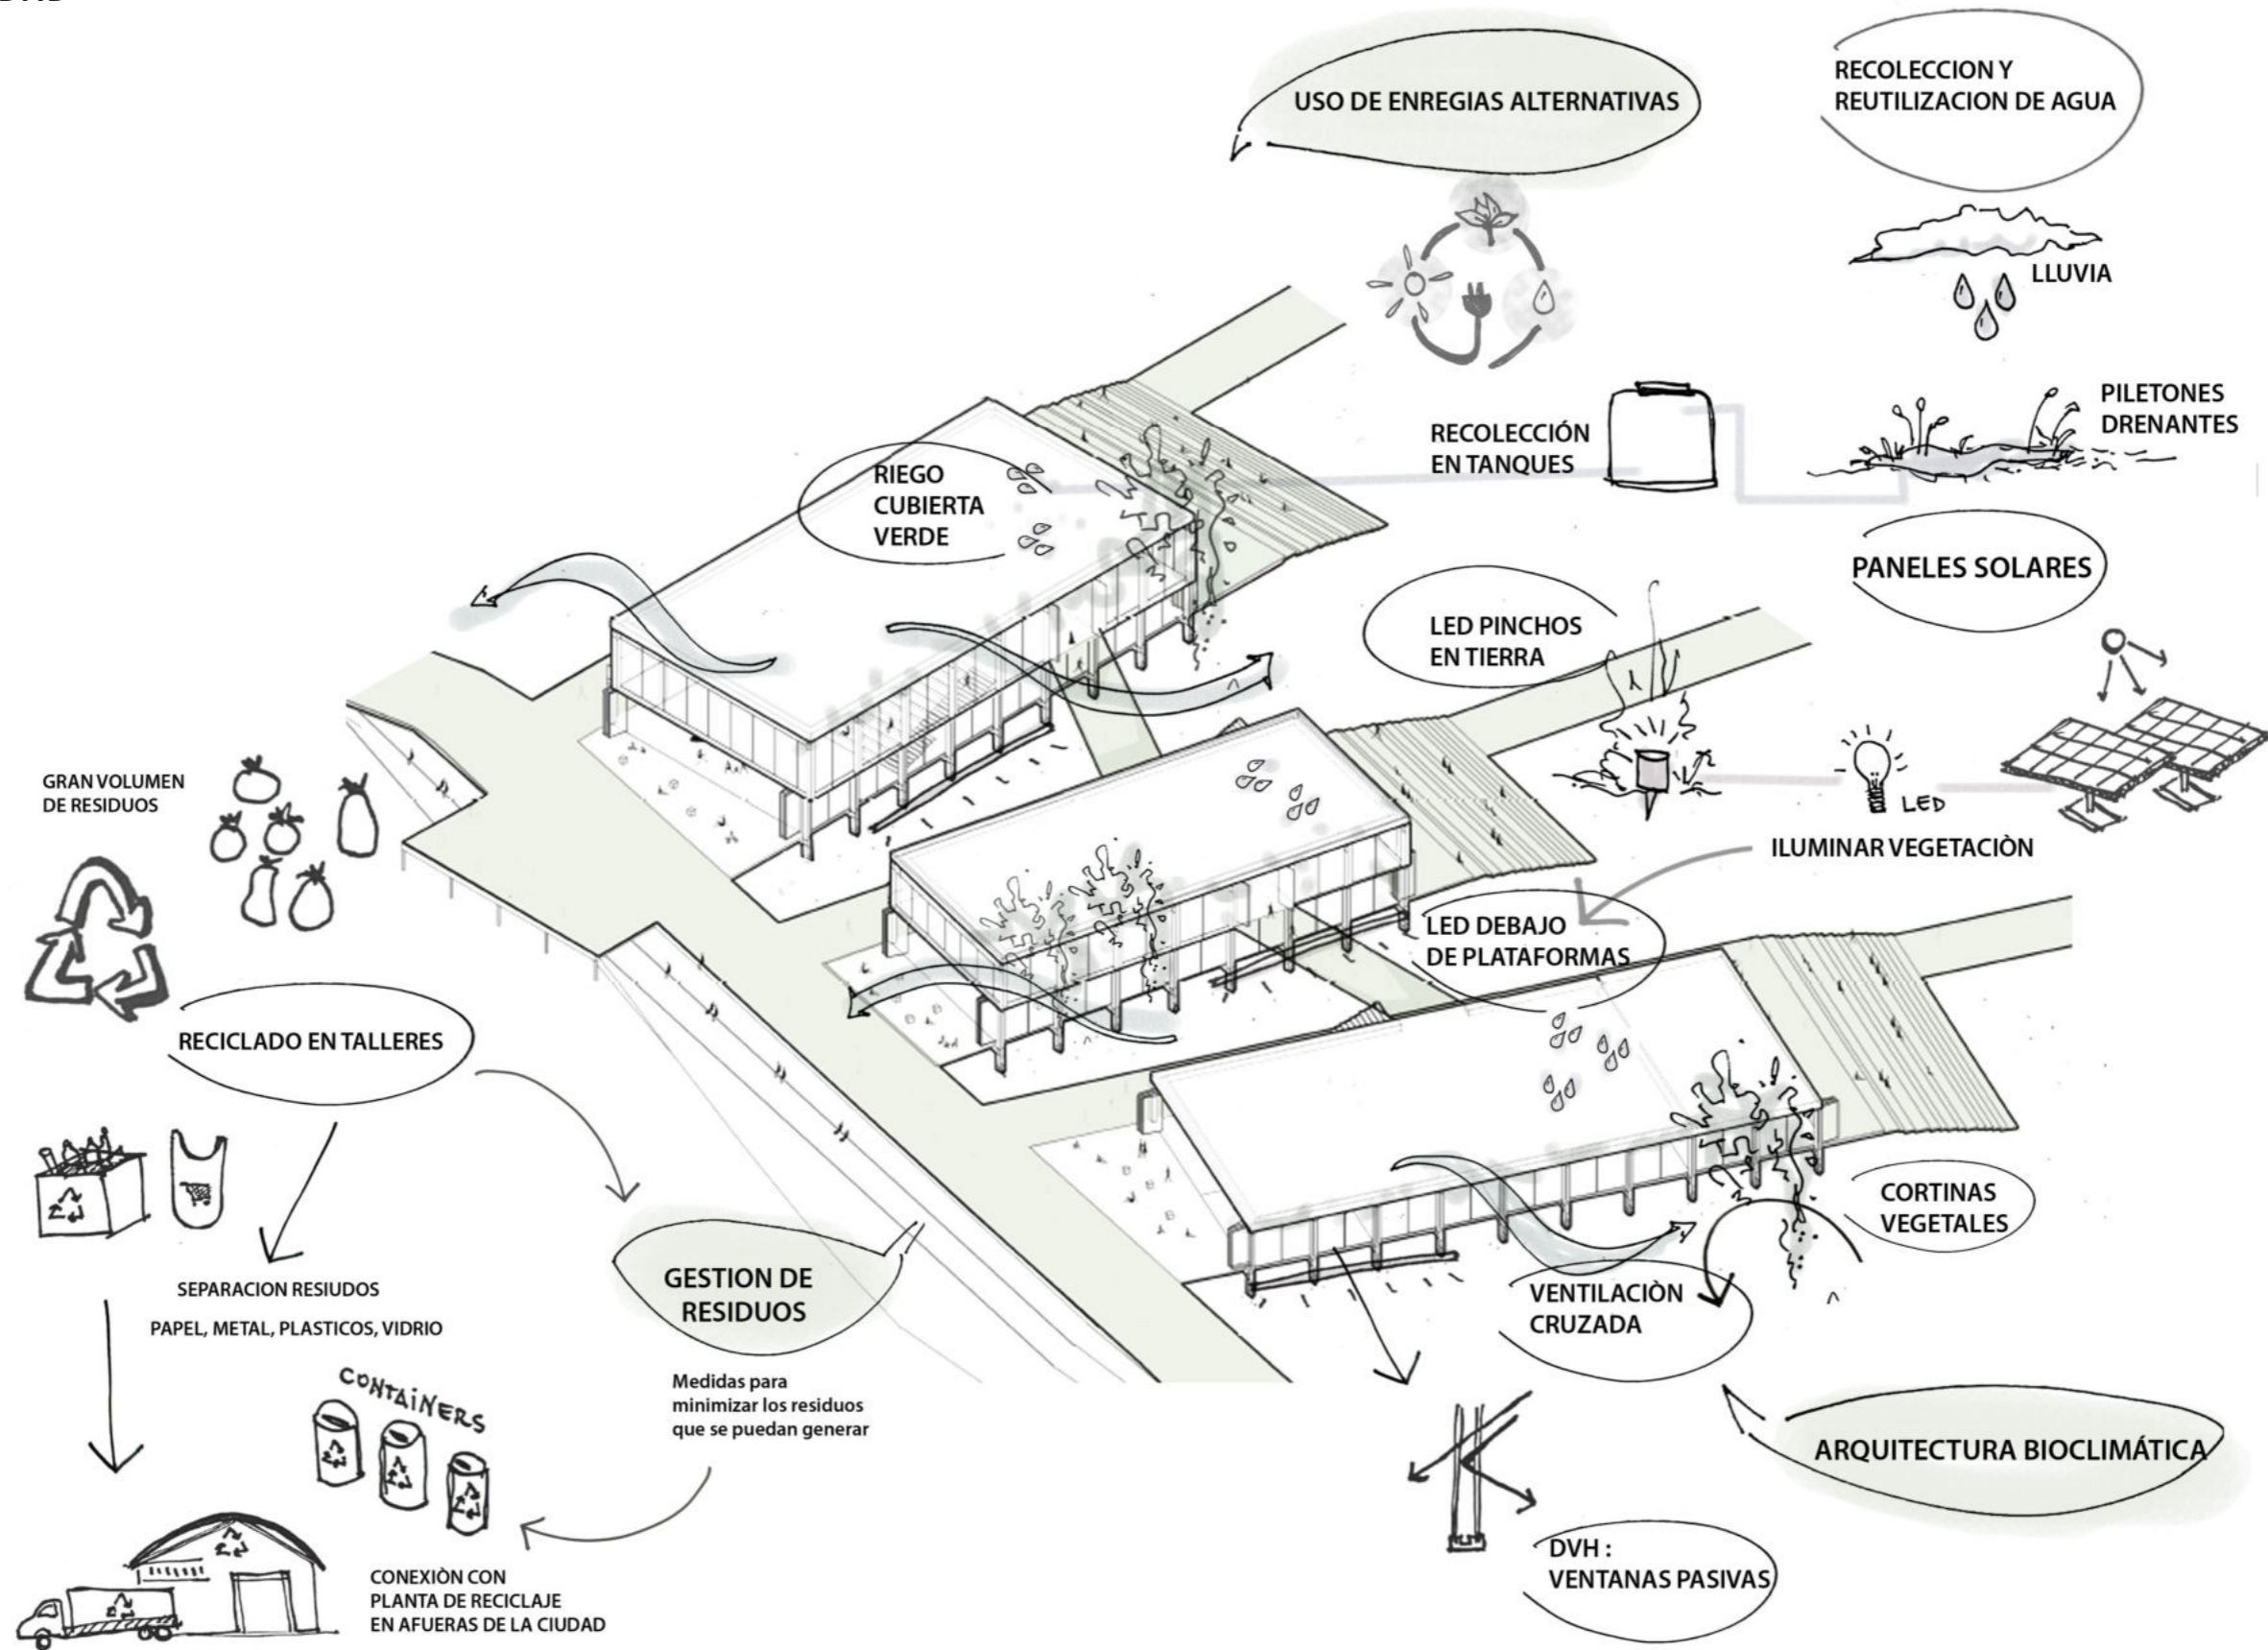 USO DE ENREGIAS ALTERNATIVAS
RECOLECCION Y
REUTILIZACION DE AGUA
LLUVIA
PILETONES
DRENANTES
RECOLECCIÓN
EN TANQUES
RIEGO
CUBIERTA
VERDE
PANELES SOLARES
LED PINCHOS
EN TIERRA
LED
ILUMINAR VEGETACIÒN
LED DEBAJO
DE PLATAFORMAS
GRAN VOLUMEN
DE RESIDUOS
RECICLADO EN TALLERES
SEPARACION RESIUDOS
PAPEL, METAL, PLASTICOS, VIDRIO
CONTAiNERS
GESTION DE
RESIDUOS
Medidas para
minimizar los residuos
que se puedan generar
CONEXIÒN CON
PLANTA DE RECICLAJE
EN AFUERAS DE LA CIUDAD
CORTINAS
VEGETALES
VENTILACIÒN
CRUZADA
ARQUITECTURA BIOCLIMÁTICA
DVH :
VENTANAS PASIVAS